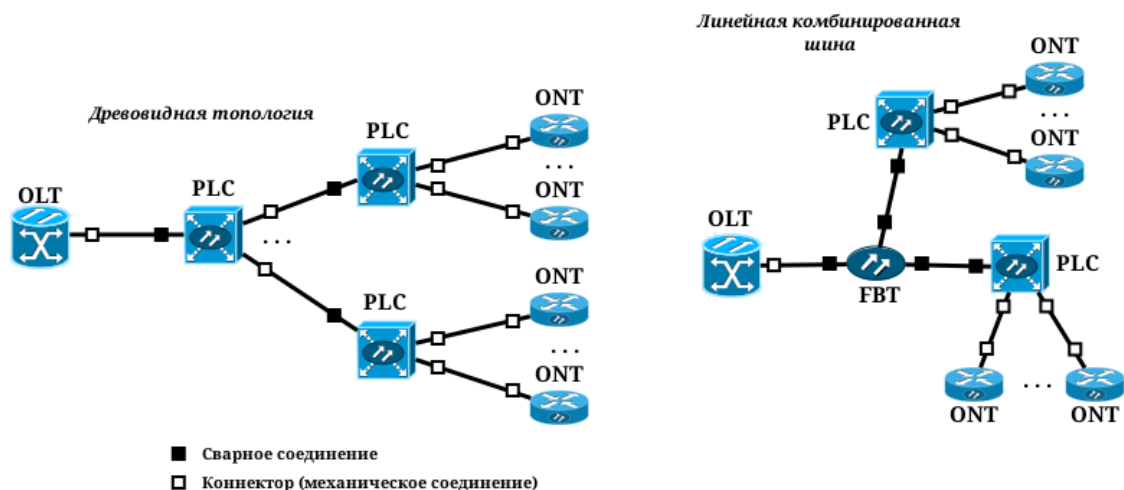 Древовидная топология
OLT
PLC
PLC
ONT
ONT
...
...
PLC
ONT
ONT
...
Линейная комбинированная
шина
OLT
FBT
PLC
ONT
...
ONT
PLC
ONT
...
ONT
Сварное соединение
Коннектор (механическое соединение)